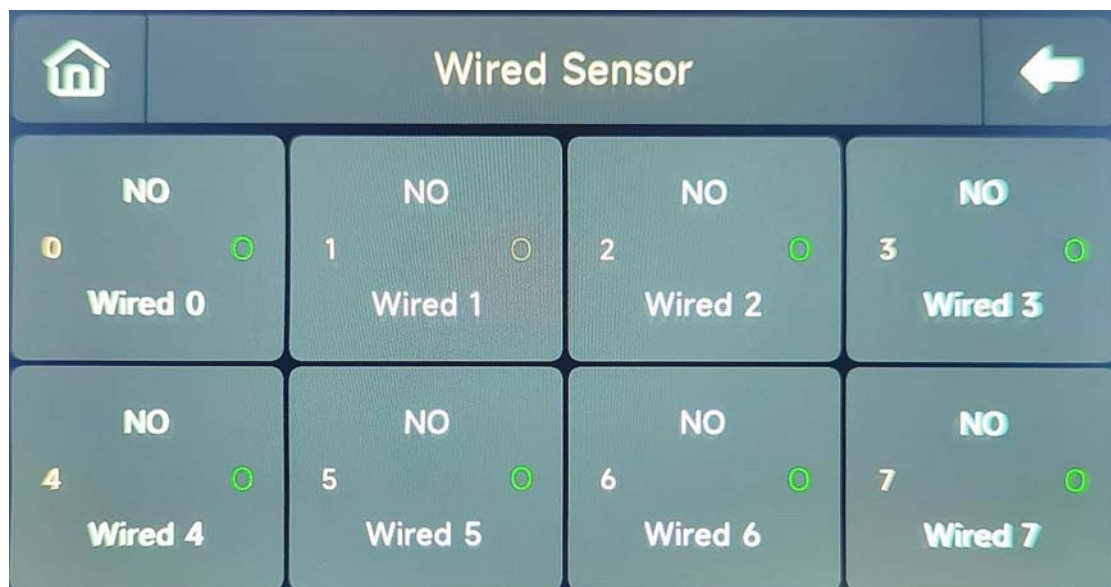 Wired Sensor
NO
0 O
Wired 0
NO
1 O
Wired 1
NO
2 O
Wired 2
NO
3 O
Wired 3
NO
4 O
Wired 4
NO
5 O
Wired 5
NO
6 O
Wired 6
NO
7 O
Wired 7